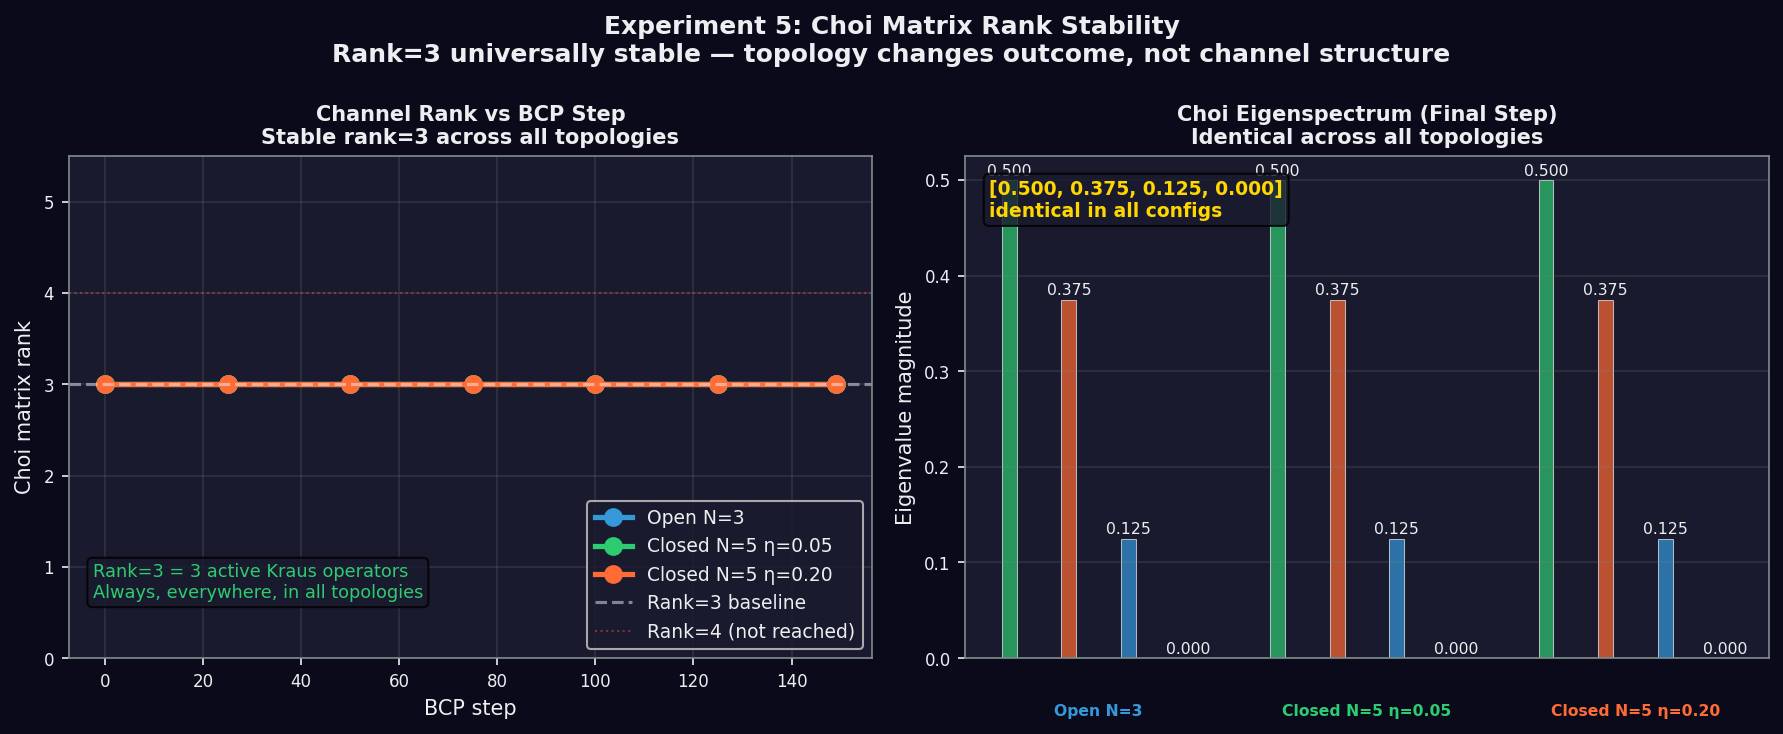 Experiment 5: Choi Matrix Rank Stability
Rank=3 universally stable — topology changes outcome, not channel structure
Channel Rank vs BCP Step
Stable rank=3 across all topologies
Choi matrix rank
5
4
3
2
1
0
Rank=3 = 3 active Kraus operators
Always, everywhere, in all topologies
Open N=3
Closed N=5 η=0.05
Closed N=5 η=0.20
Rank=3 baseline
Rank=4 (not reached)
0 20 40 60 80 100 120 140
BCP step
Choi Eigenspectrum (Final Step)
Identical across all topologies
Eigenvalue magnitude
0.5
0.4
0.3
0.2
0.1
0.0
0.500 0.500 0.500
[0.500, 0.375, 0.125, 0.000]
identical in all configs
0.375 0.375 0.375
0.125 0.125 0.125
0.000 0.000 0.000
Open N=3 Closed N=5 η=0.05 Closed N=5 η=0.20